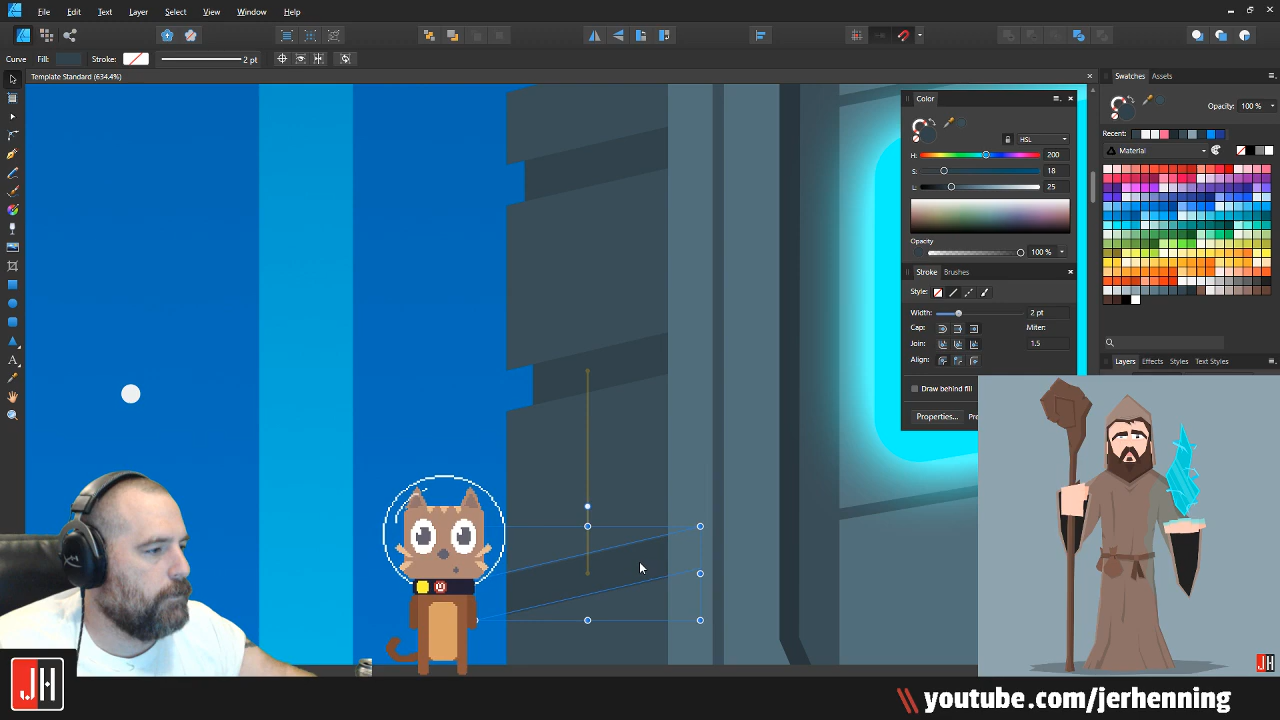 File Edit Text Layer Select View Window Help
Curve Fill: Stroke: 2 pt
Template Standard (634.4%)
Color
HSL
H: 200
S: 18
L: 25
Opacity
100 %
Stroke Brushes
Style:
Width: 2 pt
Cap: Miter:
Join: 1.5
Align:
Draw behind fill
Properties...
Swatches Assets
Opacity: 100 %
Recent:
Material
Layers Effects Styles Text Styles
JH
JH
\\ youtube.com/jerhenning